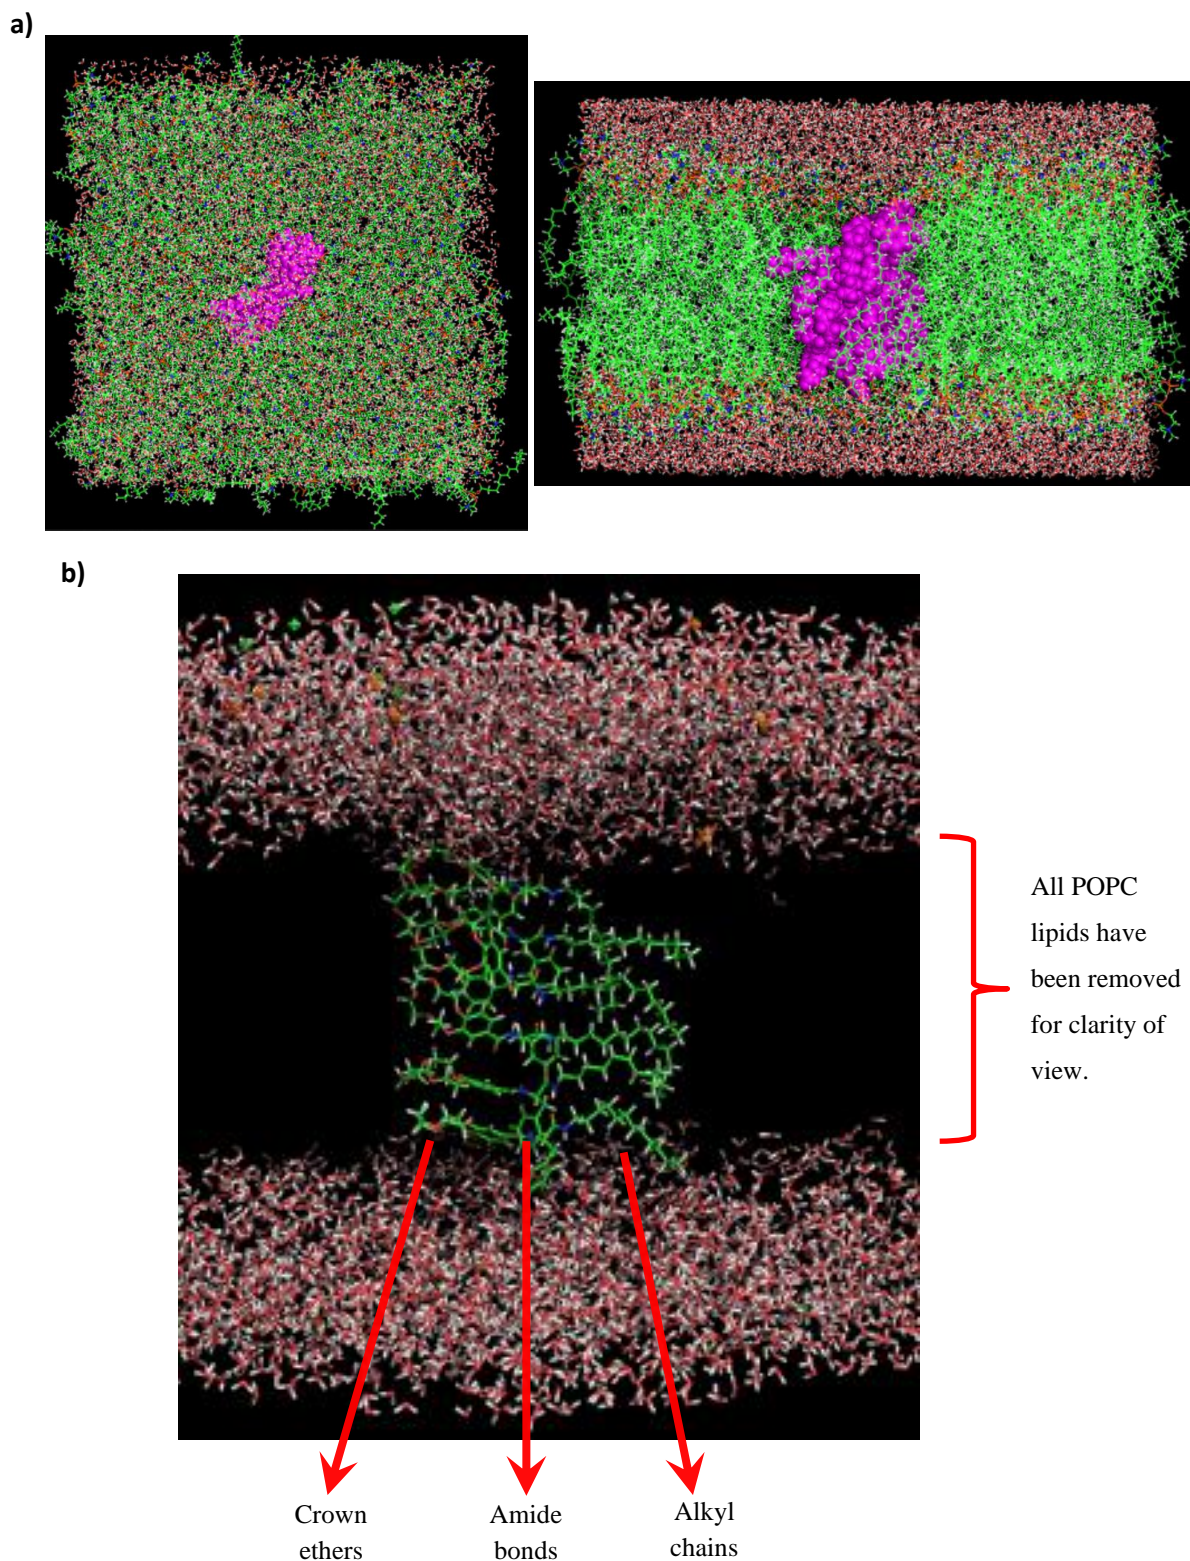 a)
b)
All POPC
lipids have
been removed
for clarity of
view.
Crown
ethers
Amide
bonds
Alkyl
chains